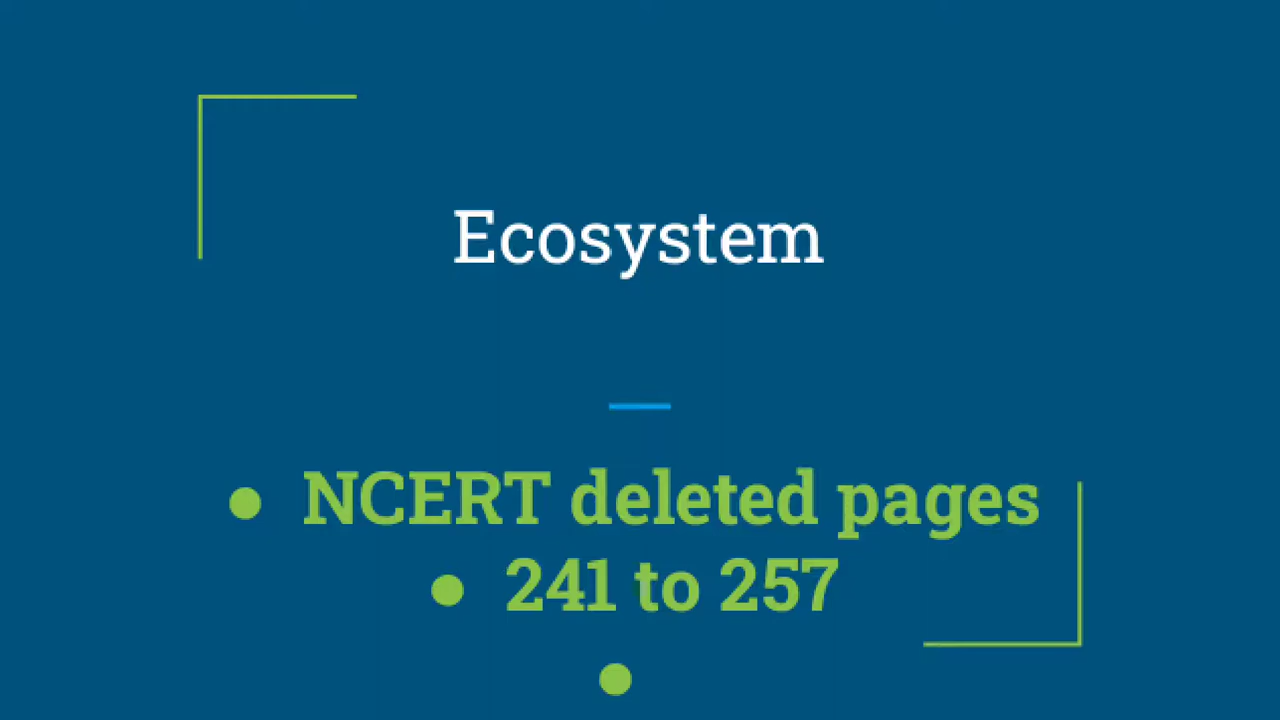 Ecosystem
● NCERT deleted pages
● 241 to 257
●